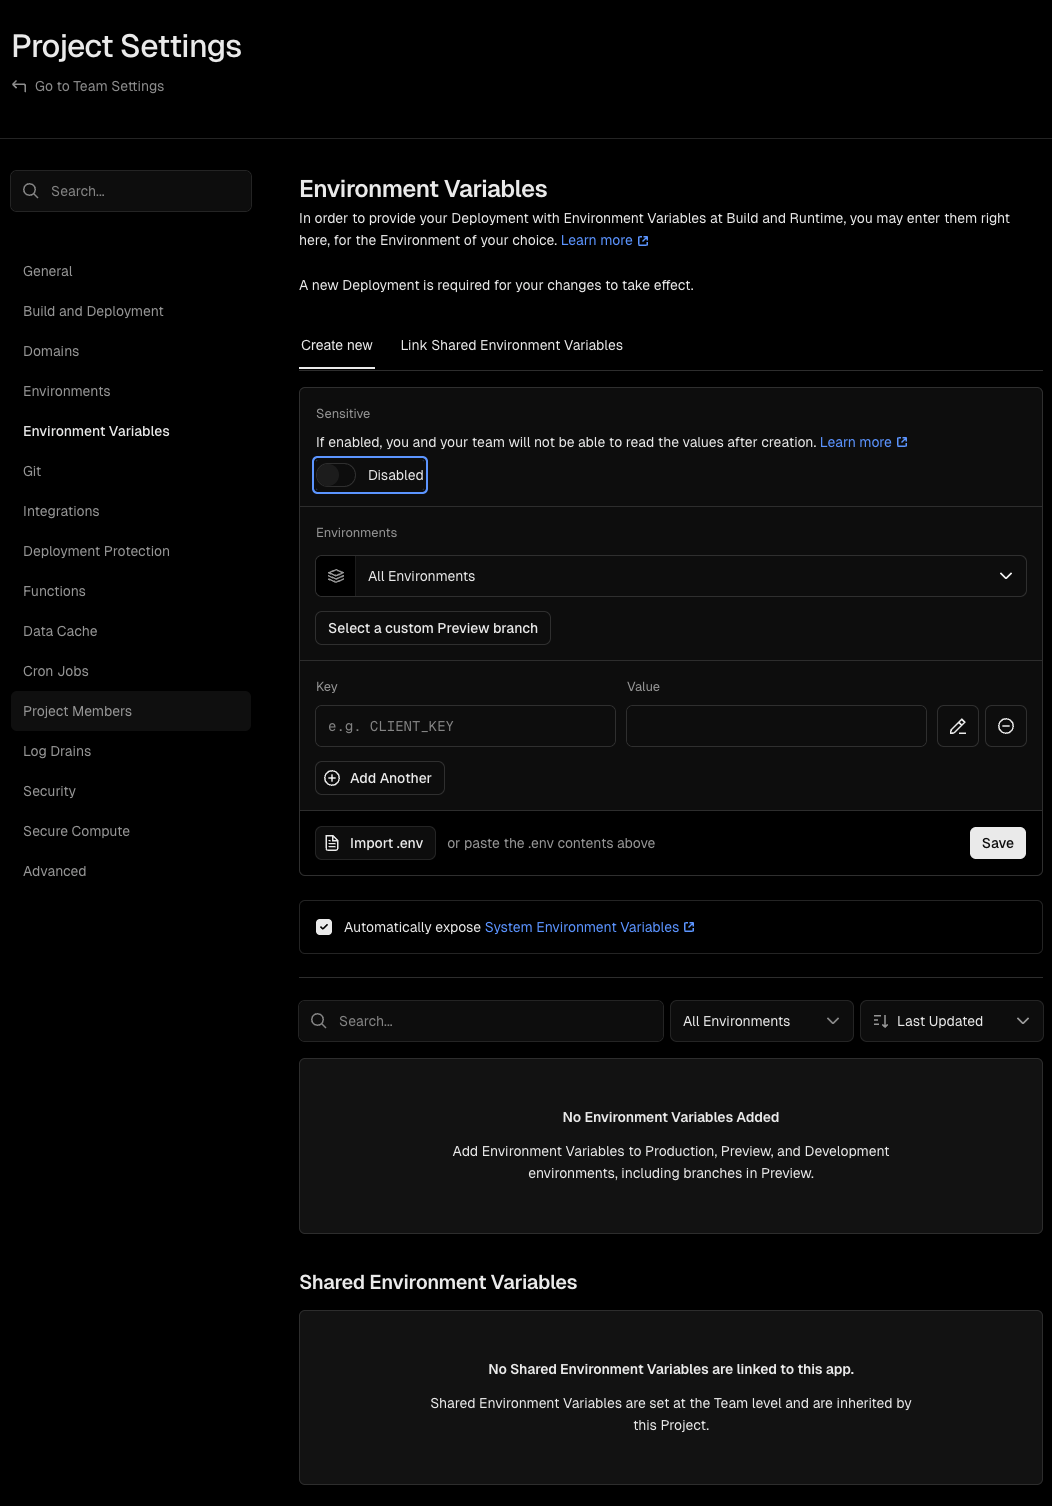 Project Settings
Go to Team Settings
Search...
General
Build and Deployment
Domains
Environments
Environment Variables
Git
Integrations
Deployment Protection
Functions
Data Cache
Cron Jobs
Project Members
Log Drains
Security
Secure Compute
Advanced
Environment Variables
In order to provide your Deployment with Environment Variables at Build and Runtime, you may enter them right
here, for the Environment of your choice. Learn more
A new Deployment is required for your changes to take effect.
Create new Link Shared Environment Variables
Sensitive
If enabled, you and your team will not be able to read the values after creation. Learn more
Disabled
Environments
All Environments
Select a custom Preview branch
Key Value
e.g. CLIENT_KEY
Add Another
Import .env or paste the .env contents above Save
Automatically expose System Environment Variables
Search... All Environments Last Updated
No Environment Variables Added
Add Environment Variables to Production, Preview, and Development
environments, including branches in Preview.
Shared Environment Variables
No Shared Environment Variables are linked to this app.
Shared Environment Variables are set at the Team level and are inherited by
this Project.